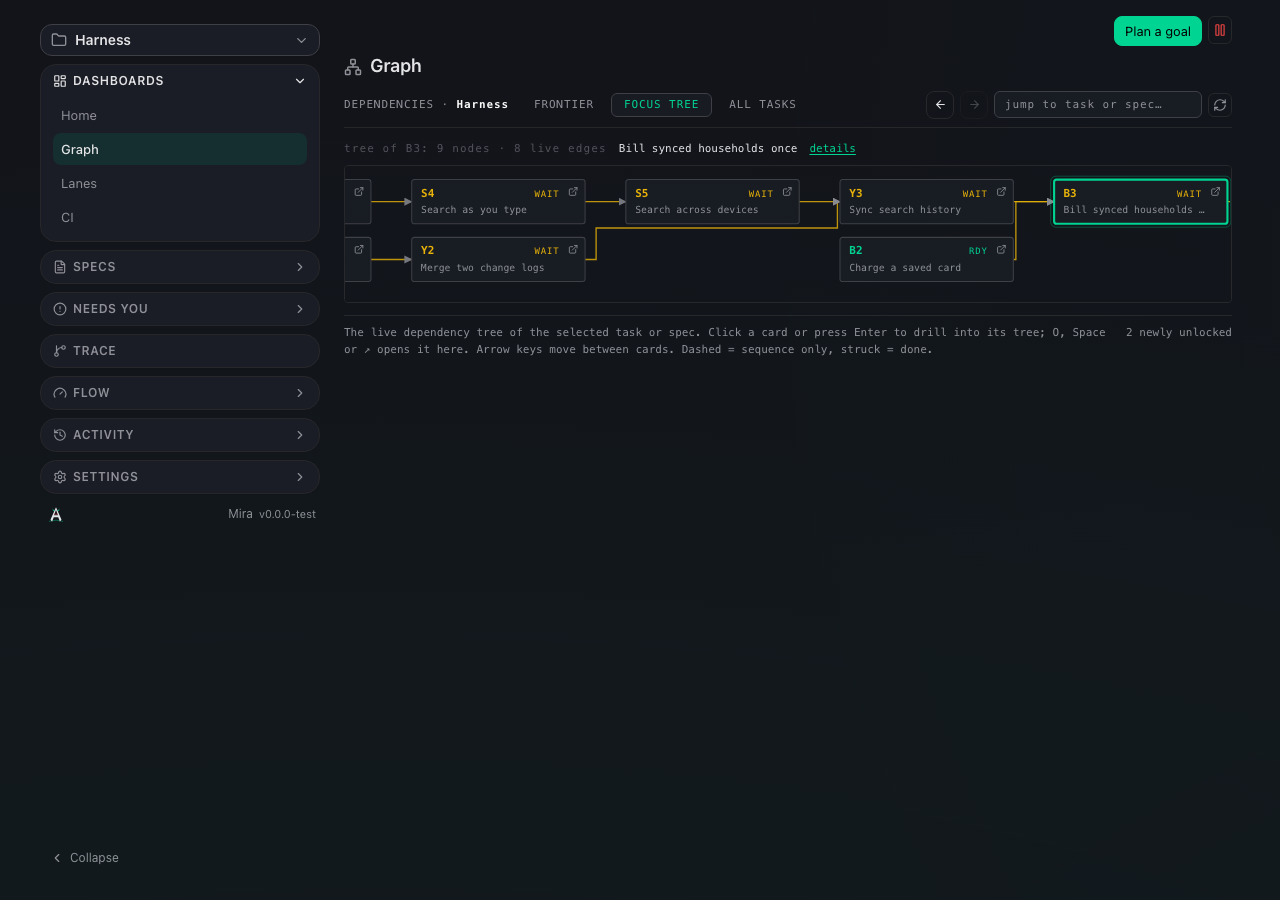 Harness
DASHBOARDS
Home
Graph
Lanes
CI
SPECS
NEEDS YOU
TRACE
FLOW
ACTIVITY
SETTINGS
Mira v0.0.0-test
Collapse
Plan a goal
Graph
DEPENDENCIES · Harness FRONTIER FOCUS TREE ALL TASKS jump to task or spec…
tree of B3: 9 nodes · 8 live edges Bill synced households once details
S4 WAIT
Search as you type
S5 WAIT
Search across devices
Y3 WAIT
Sync search history
B3 WAIT
Bill synced households …
Y2 WAIT
Merge two change logs
B2 RDY
Charge a saved card
The live dependency tree of the selected task or spec. Click a card or press Enter to drill into its tree; O, Space
or ↗ opens it here. Arrow keys move between cards. Dashed = sequence only, struck = done.
2 newly unlocked